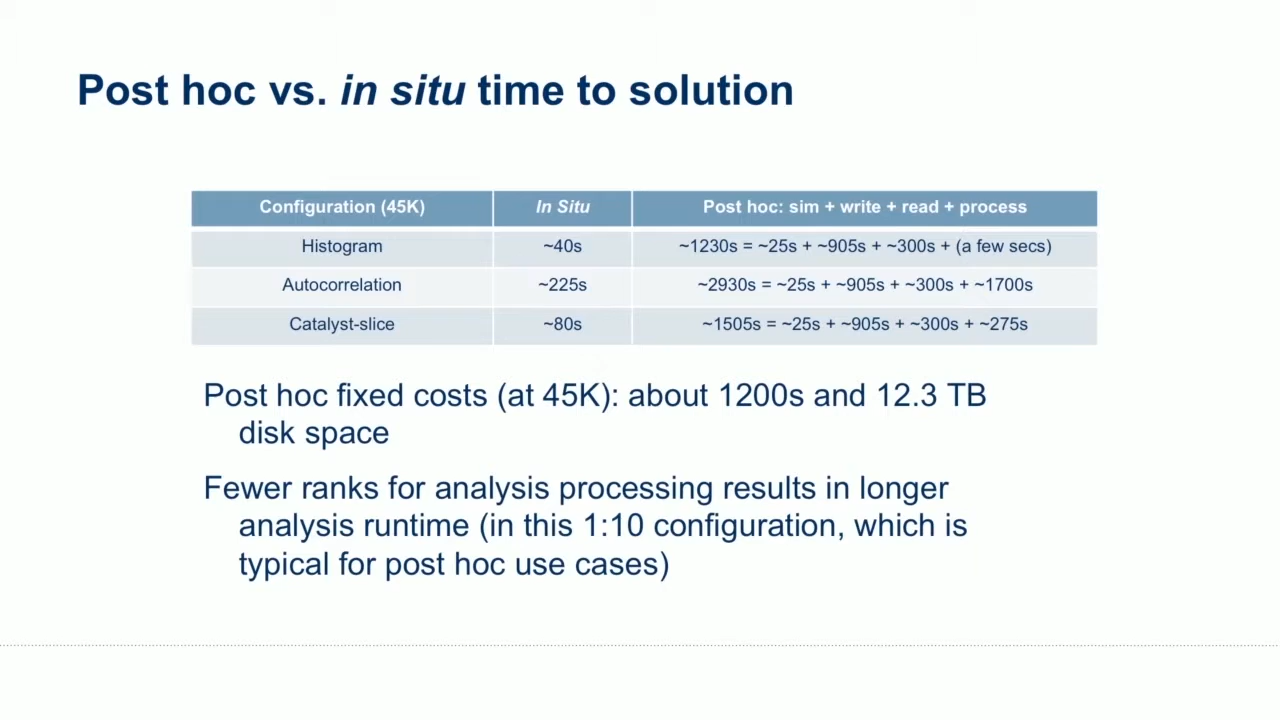 Post hoc vs. in situ time to solution
Configuration (45K) In Situ Post hoc: sim + write + read + process
Histogram ~40s ~1230s = ~25s + ~905s + ~300s + (a few secs)
Autocorrelation ~225s ~2930s = ~25s + ~905s + ~300s + ~1700s
Catalyst-slice ~80s ~1505s = ~25s + ~905s + ~300s + ~275s
Post hoc fixed costs (at 45K): about 1200s and 12.3 TB
disk space
Fewer ranks for analysis processing results in longer
analysis runtime (in this 1:10 configuration, which is
typical for post hoc use cases)